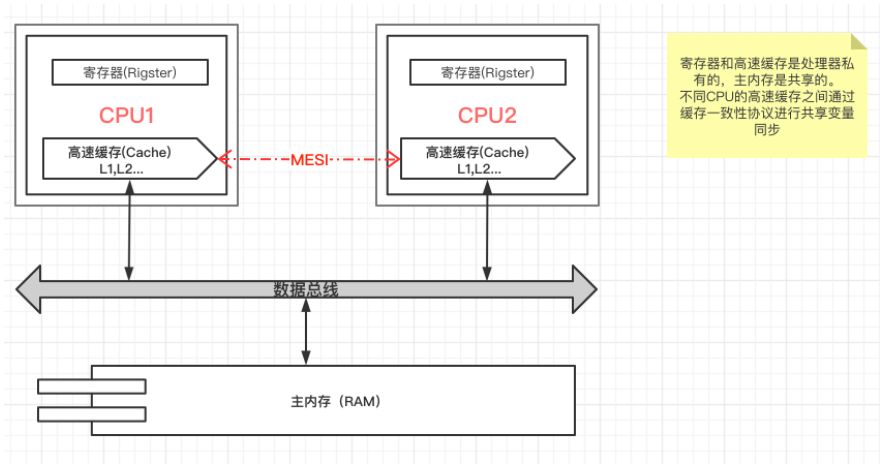 寄存器(Rigster)
CPU1
高速缓存(Cache)
L1,L2...
MESI
寄存器(Rigster)
CPU2
高速缓存(Cache)
L1,L2...
寄存器和高速缓存是处理器私
有的，主内存是共享的。
不同CPU的高速缓存之间通过
缓存一致性协议进行共享变量
同步
数据总线
主内存（RAM）